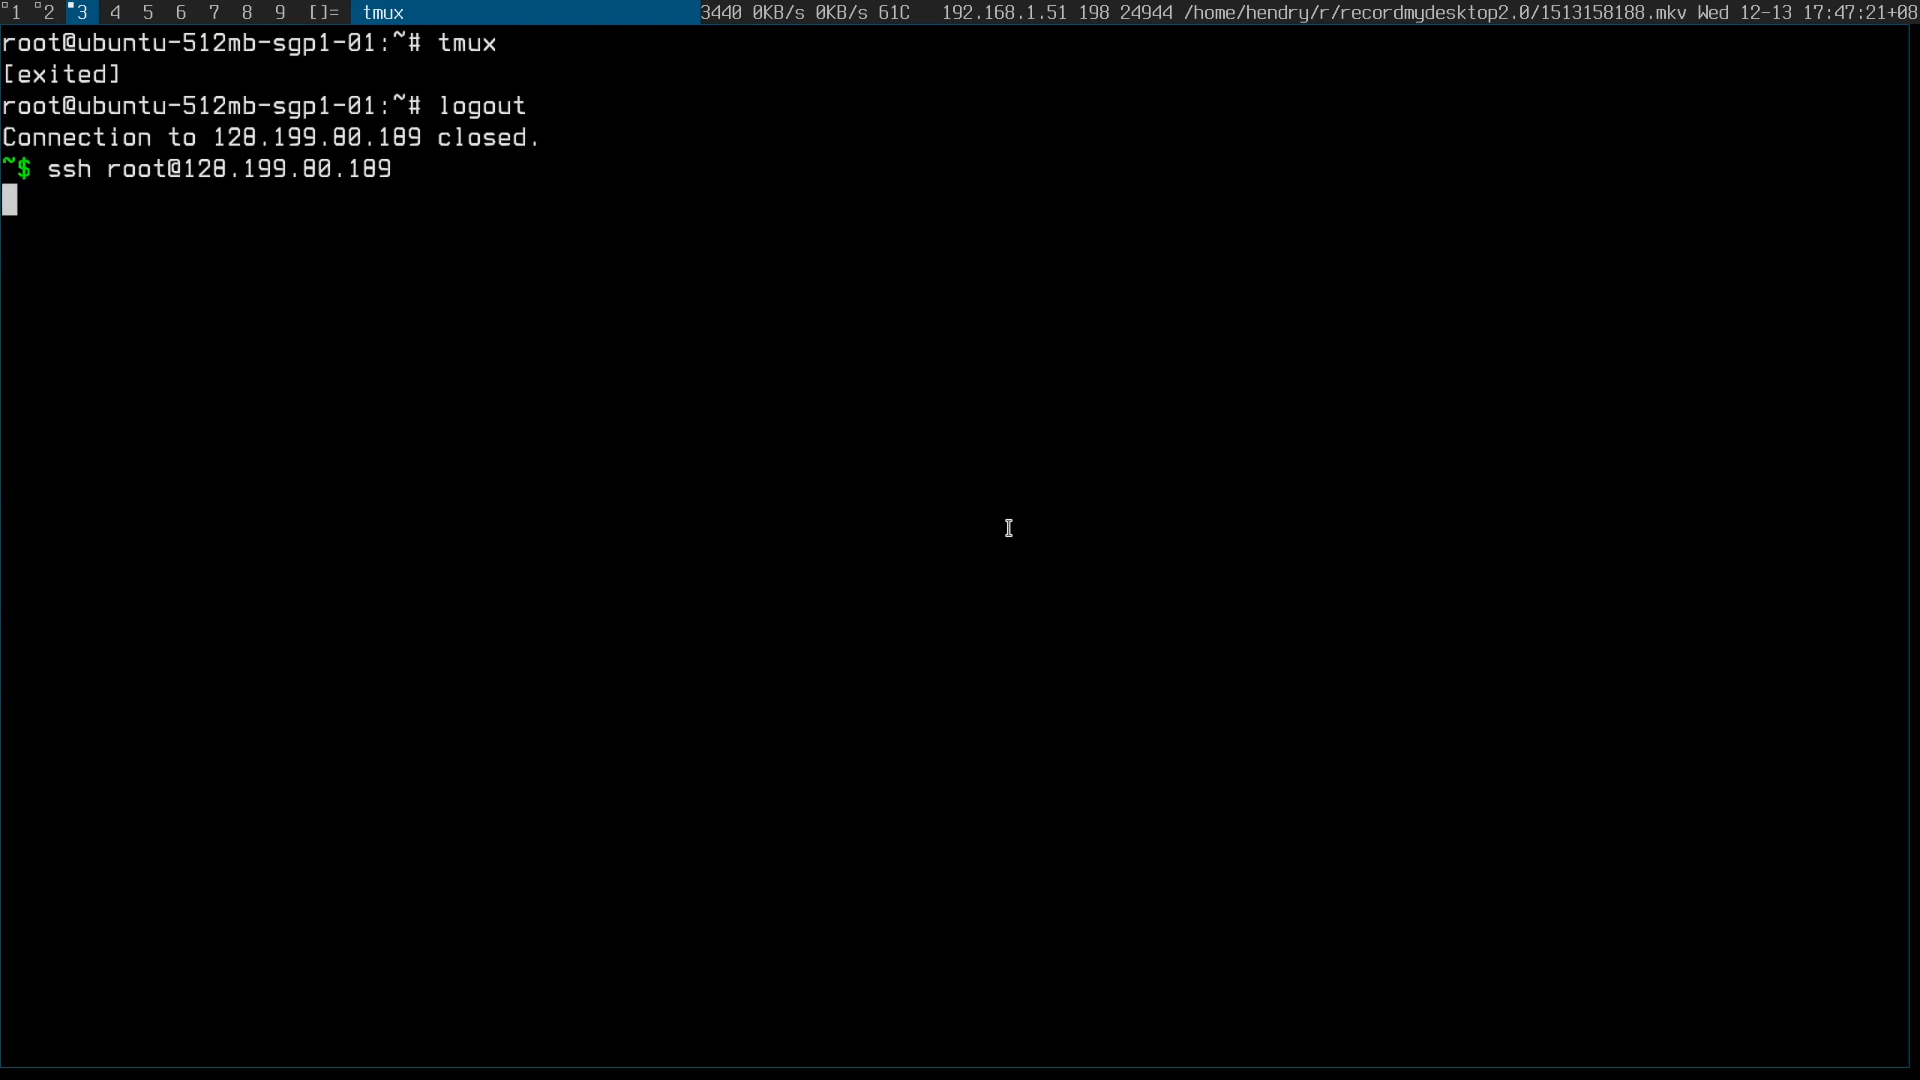 1 2 3 4 5 6 7 8 9 []= tmux 3440 0KB/s 0KB/s 61C 192.168.1.51 198 24944 /home/hendry/r/recordmydesktop2.0/1513158188.mkv Wed 12-13 17:47:21+08
root@ubuntu-512mb-sgp1-01:~# tmux
[exited]
root@ubuntu-512mb-sgp1-01:~# logout
Connection to 128.199.80.189 closed.
~$ ssh root@128.199.80.189